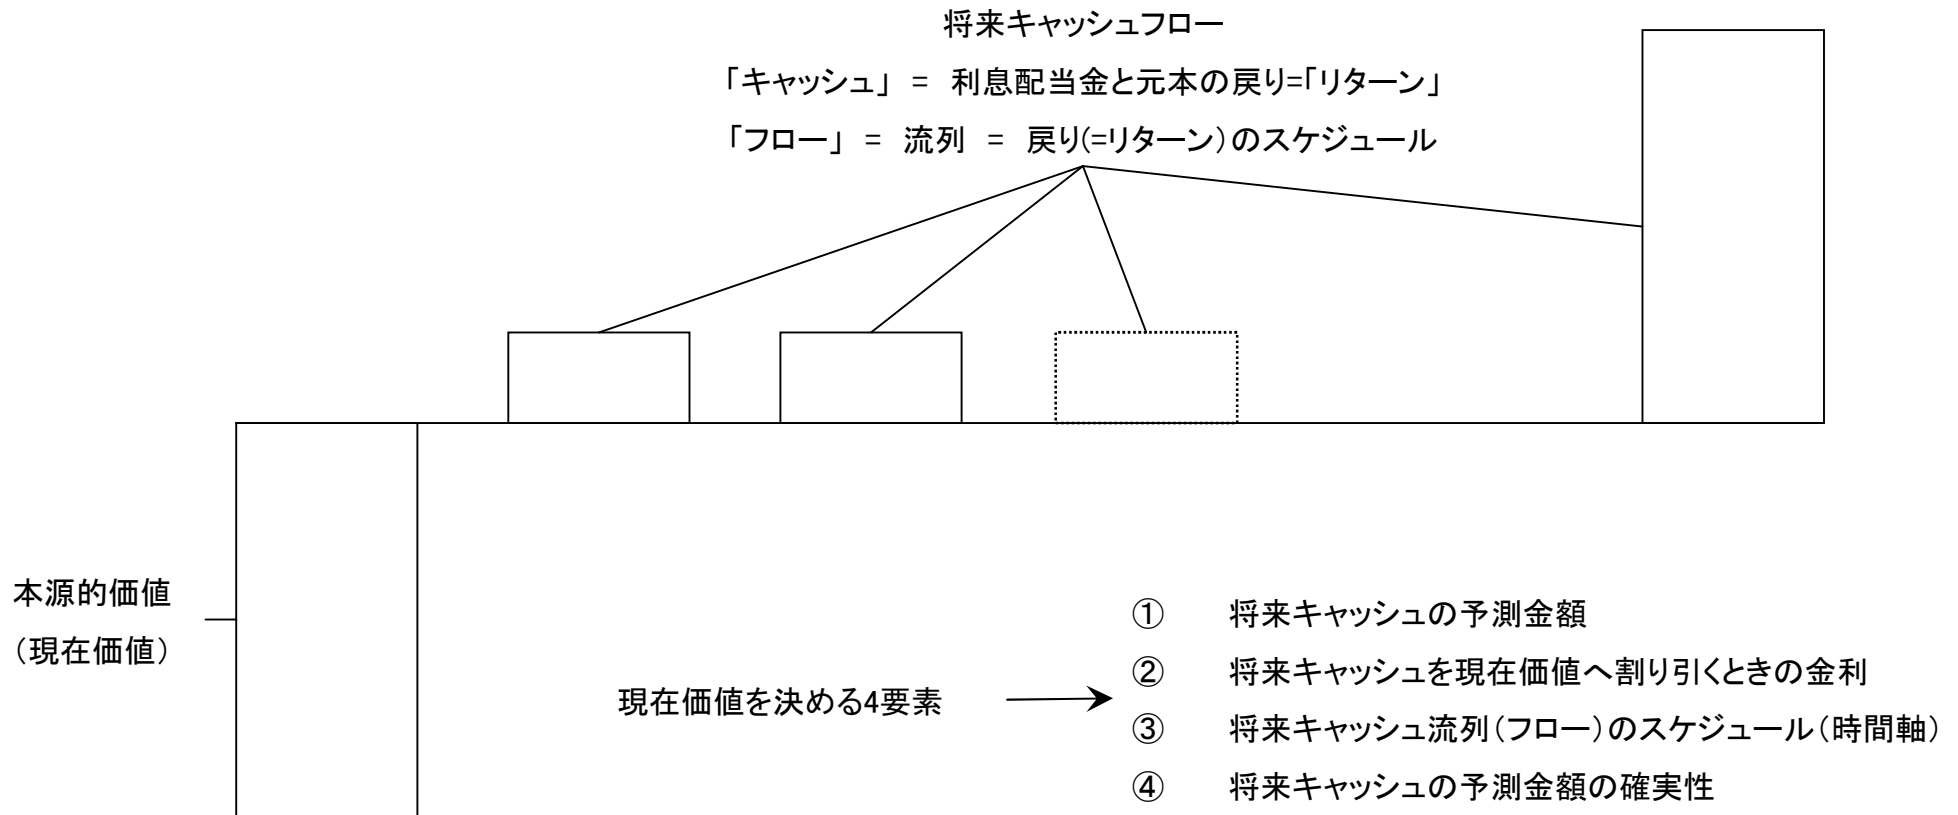 将来キャッシュフロー
「キャッシュ」 = 利息配当金と元本の戻り=「リターン」
「フロー」 = 流列 = 戻り(=リターン)のスケジュール
本源的価値
(現在価値)
現在価値を決める4要素
① 将来キャッシュの予測金額
② 将来キャッシュを現在価値へ割り引くときの金利
③ 将来キャッシュ流列(フロー)のスケジュール(時間軸)
④ 将来キャッシュの予測金額の確実性